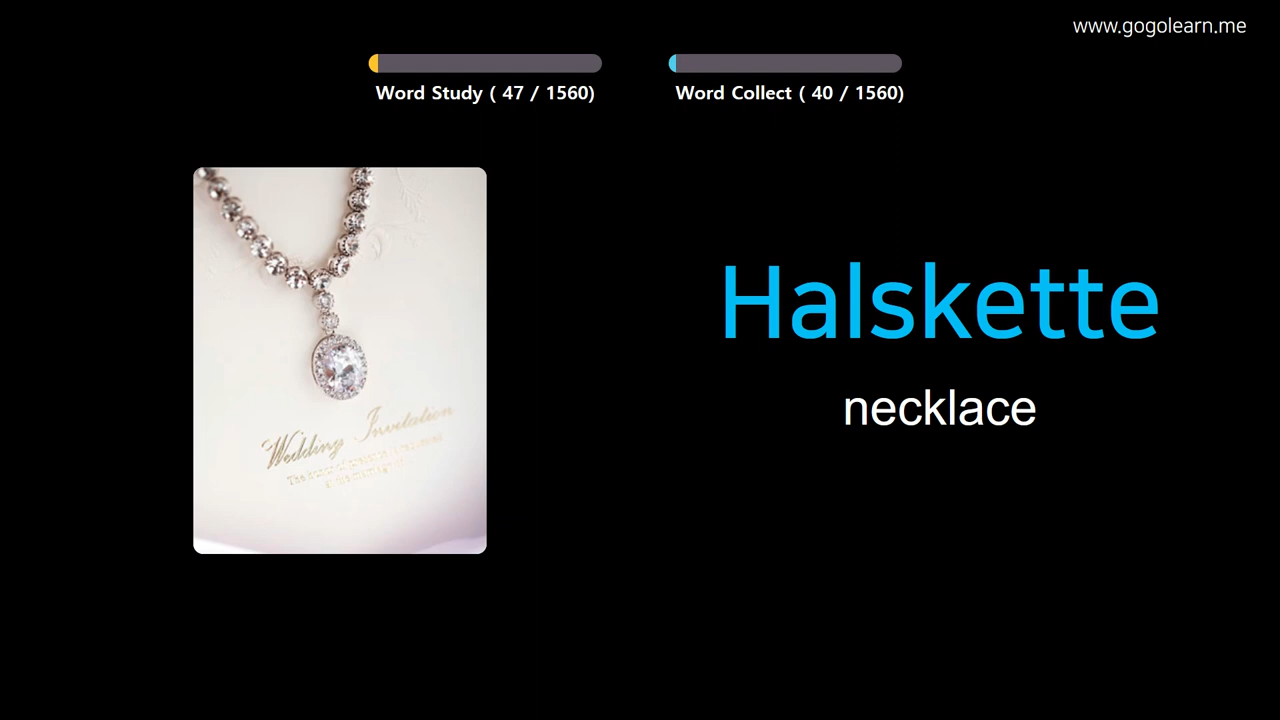 www.gogolearn.me
Word Study ( 47 / 1560)
Word Collect ( 40 / 1560)
Halskette
necklace
Wedding Invitation